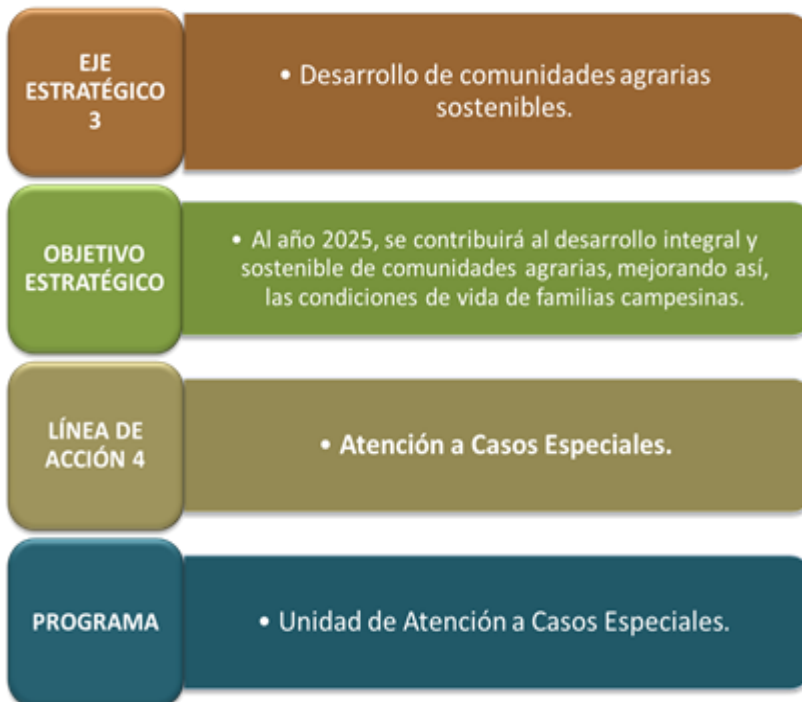 EJE
ESTRATÉGICO
3
• Desarrollo de comunidades agrarias
sostenibles.
OBJETIVO
ESTRATÉGICO
• Al año 2025, se contribuirá al desarrollo integral y
sostenible de comunidades agrarias, mejorando así,
las condiciones de vida de familias campesinas.
LÍNEA DE
ACCIÓN 4
• Atención a Casos Especiales.
PROGRAMA
• Unidad de Atención a Casos Especiales.